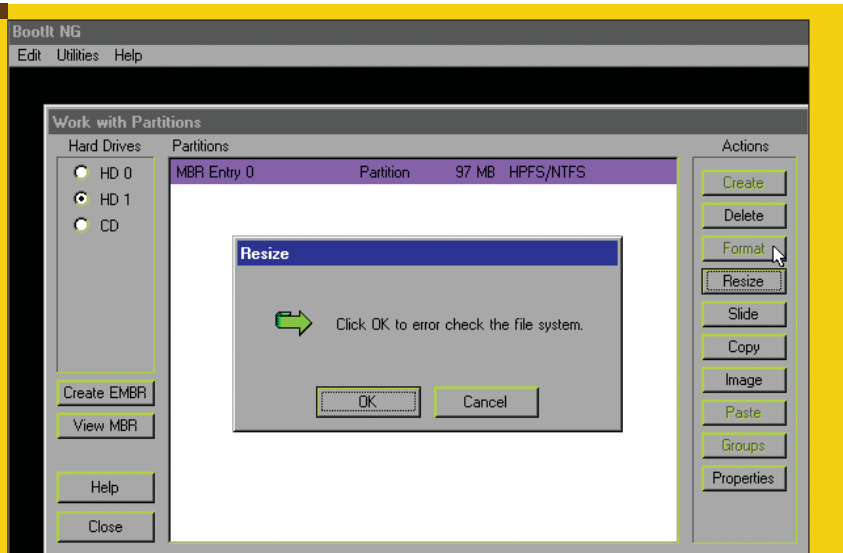 BootIt NG
Edit Utilities Help
Work with Partitions
Hard Drives Partitions Actions
HD 0
HD 1
CD
MBR Entry 0 Partition 97 MB HPFS/NTFS
Create
Delete
Format
Resize
Slide
Copy
Image
Paste
Groups
Properties
Resize
Click OK to error check the file system.
OK Cancel
Create EMBR
View MBR
Help
Close